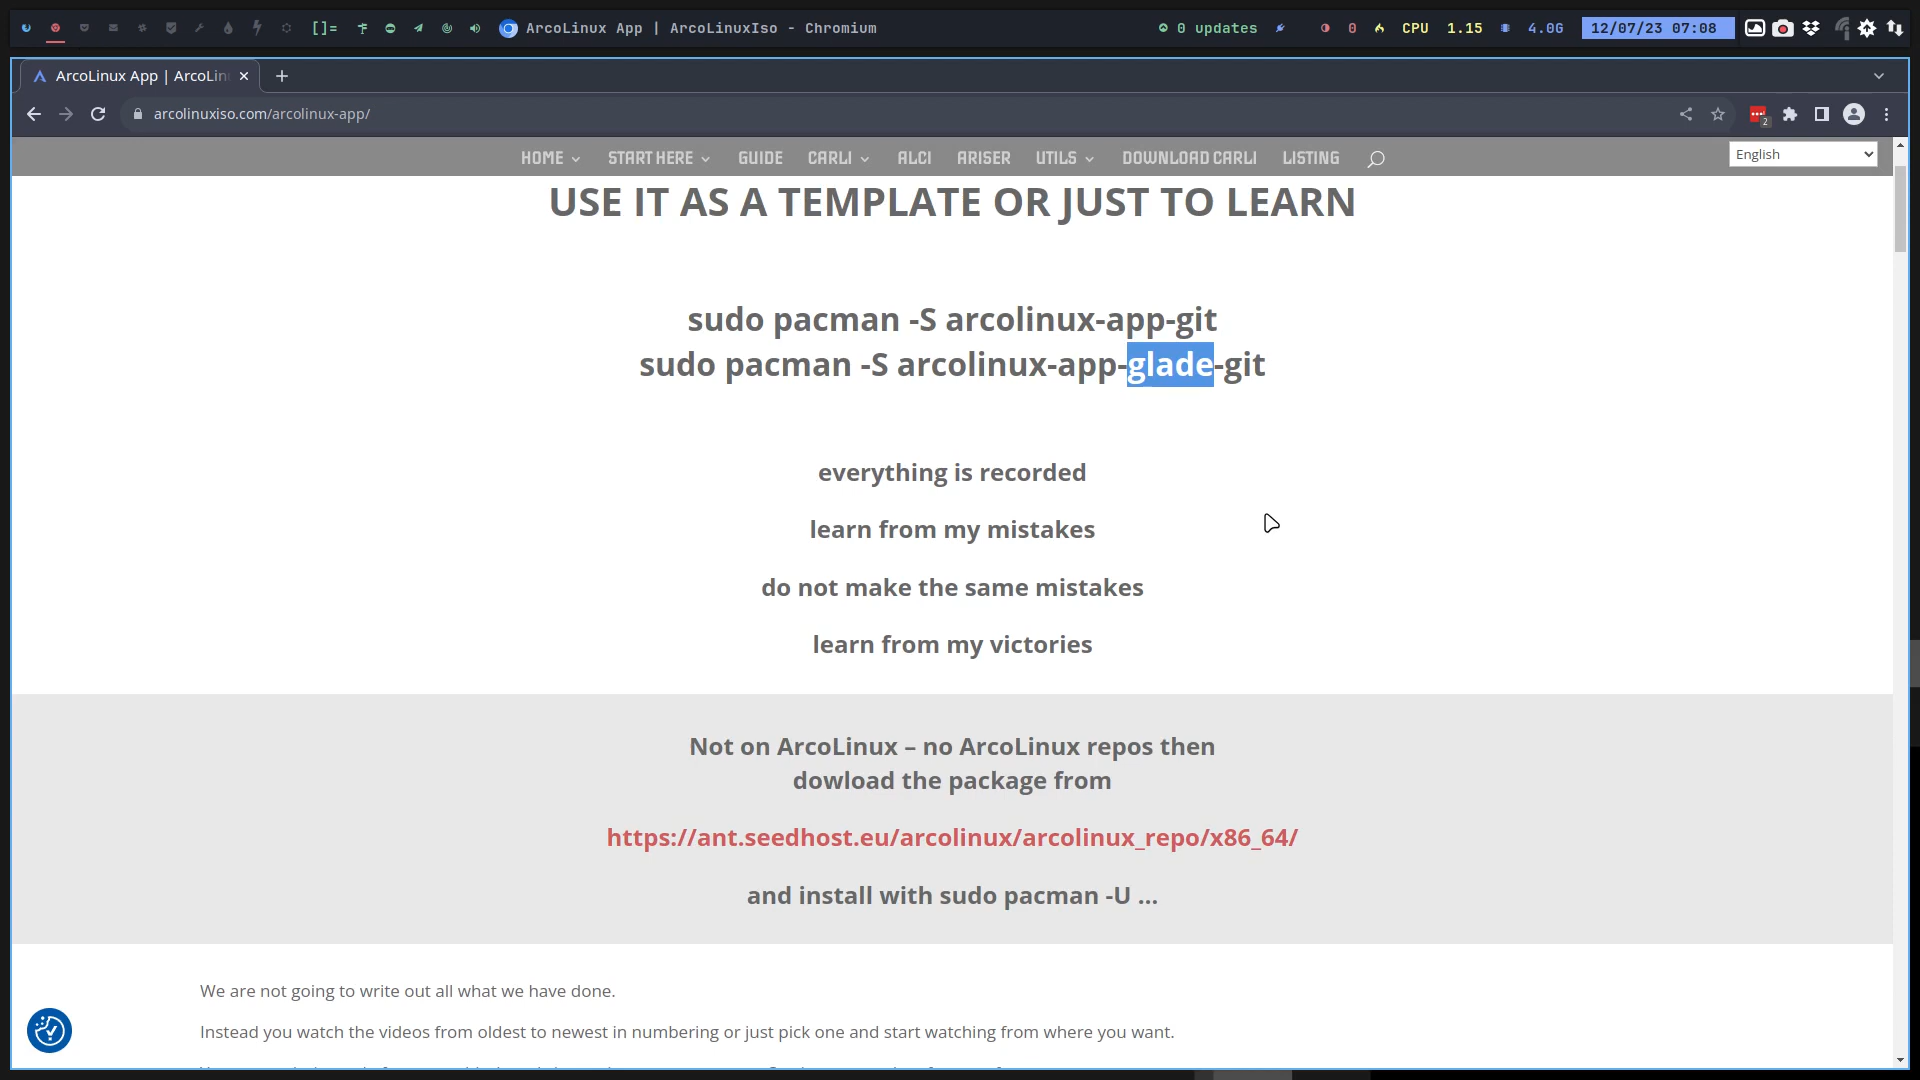 []= ArcoLinux App | ArcoLinuxIso - Chromium 0 updates 0 CPU 1.15 4.0G 12/07/23 07:08
ArcoLinux App | ArcoLin
arcolinuxiso.com/arcolinux-app/ 2
HOME START HERE GUIDE CARLI ALCI ARISER UTILS DOWNLOAD CARLI LISTING English
USE IT AS A TEMPLATE OR JUST TO LEARN
sudo pacman -S arcolinux-app-git
sudo pacman -S arcolinux-app-glade-git
everything is recorded
learn from my mistakes
do not make the same mistakes
learn from my victories
Not on ArcoLinux – no ArcoLinux repos then
dowload the package from
https://ant.seedhost.eu/arcolinux/arcolinux_repo/x86_64/
and install with sudo pacman -U ...
We are not going to write out all what we have done.
Instead you watch the videos from oldest to newest in numbering or just pick one and start watching from where you want.